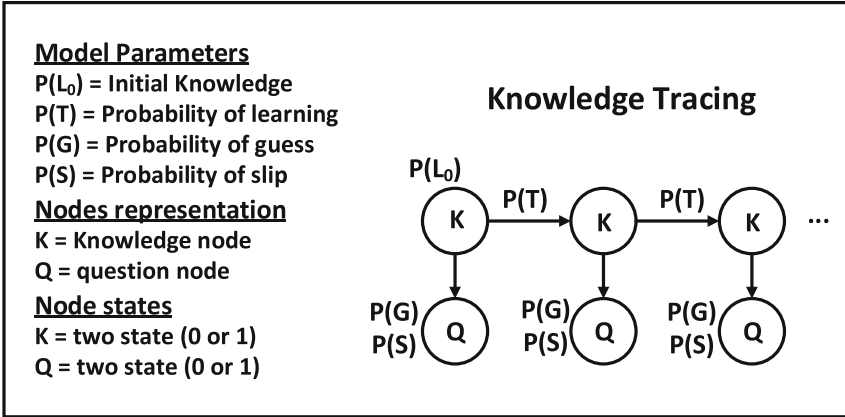 Model Parameters
P(L₀) = Initial Knowledge
P(T) = Probability of learning
P(G) = Probability of guess
P(S) = Probability of slip
Nodes representation
K = Knowledge node
Q = question node
Node states
K = two state (0 or 1)
Q = two state (0 or 1)
Knowledge Tracing
P(L₀)
P(T) P(T)
K K K ...
P(G) P(G) P(G)
P(S) P(S) P(S)
Q Q Q